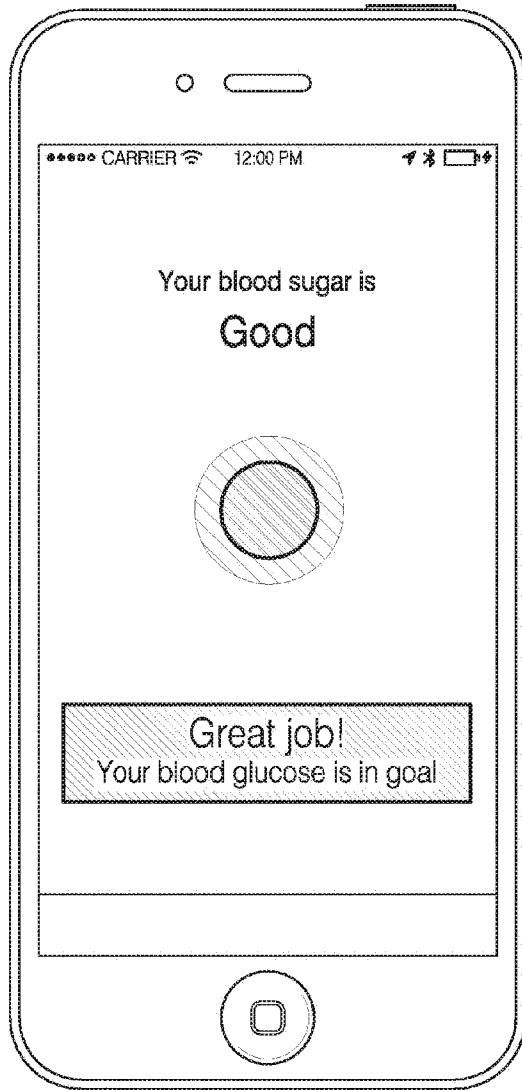 CARRIER 12:00 PM
Your blood sugar is
Good
Great job!
Your blood glucose is in goal